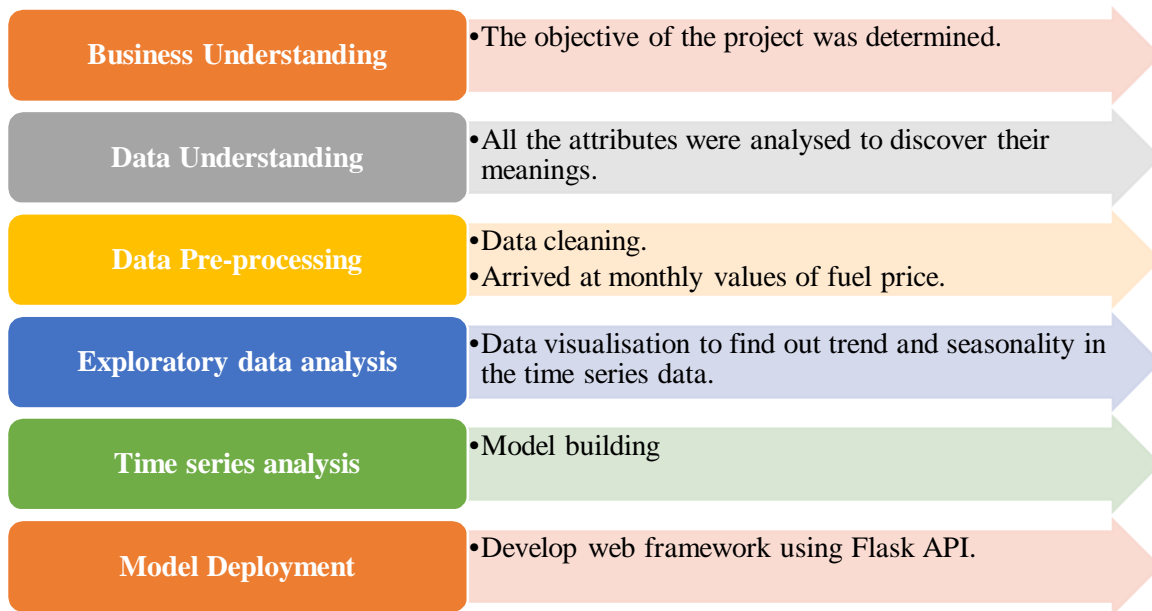 Business Understanding
•The objective of the project was determined.
Data Understanding
•All the attributes were analysed to discover their
meanings.
Data Pre-processing
•Data cleaning.
•Arrived at monthly values of fuel price.
Exploratory data analysis
•Data visualisation to find out trend and seasonality in
the time series data.
Time series analysis
•Model building
Model Deployment
•Develop web framework using Flask API.